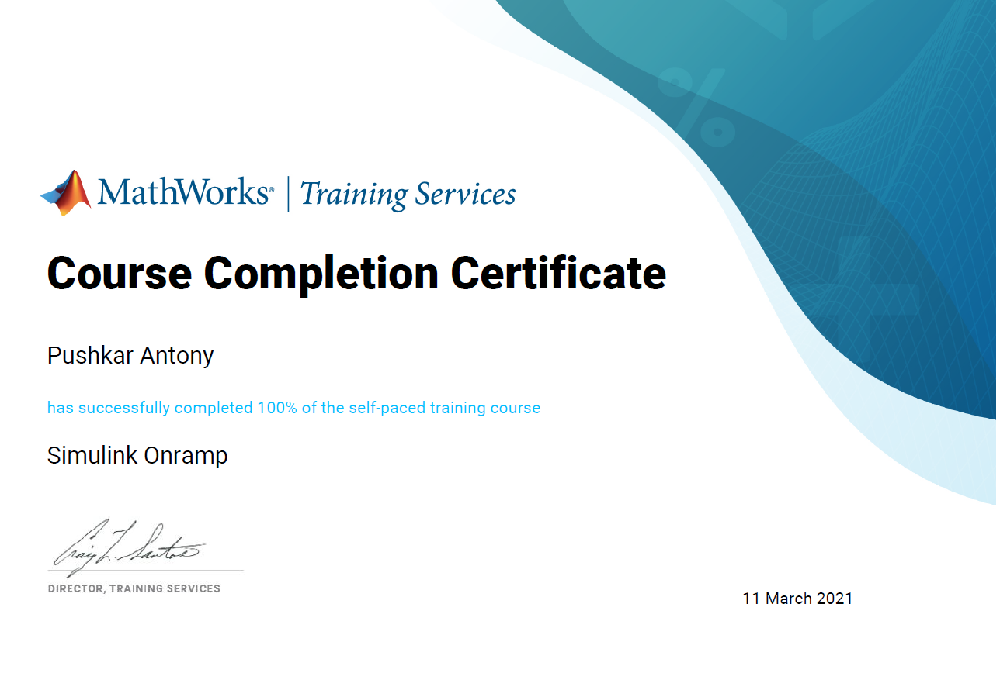 MathWorks® | Training Services
Course Completion Certificate
Pushkar Antony
has successfully completed 100% of the self-paced training course
Simulink Onramp
Craig L. Santos
DIRECTOR, TRAINING SERVICES
11 March 2021
%